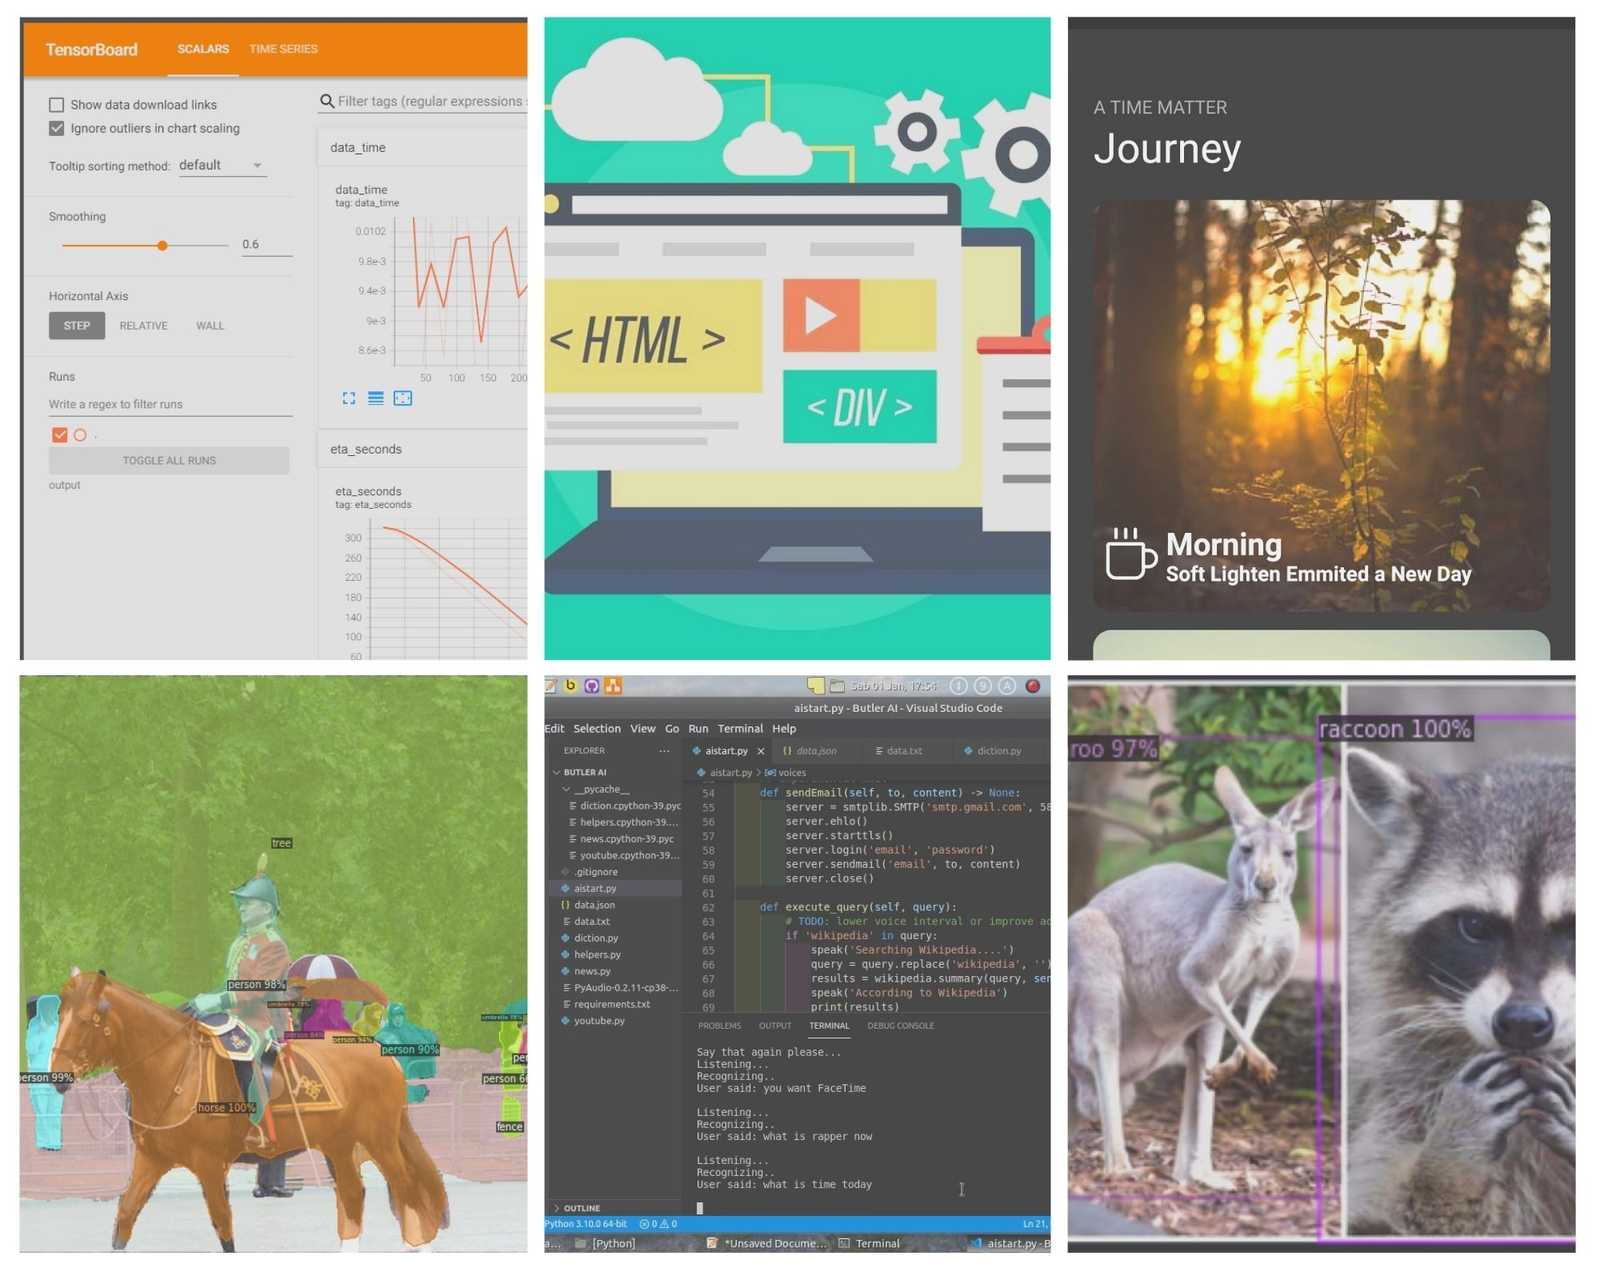 TensorBoard SCALARS TIME SERIES
Show data download links
Ignore outliers in chart scaling
Tooltip sorting method: default
Smoothing
0.6
Horizontal Axis
STEP RELATIVE WALL
Runs
Write a regex to filter runs
.
TOGGLE ALL RUNS
output
Filter tags (regular expressions
data_time
data_time
tag: data_time
0.0102
9.8e-3
9.4e-3
9e-3
8.6e-3
50 100 150 200
eta_seconds
eta_seconds
tag: eta_seconds
300
260
220
180
140
100
60
< HTML >
< DIV >
A TIME MATTER
Journey
Morning
Soft Lighten Emmited a New Day
tree
person 98%
umbrella 78%
person 84%
person 94%
person 90%
person 99%
horse 100%
fence
Sab 01 Jan, 17:54
aistart.py - Butler AI - Visual Studio Code
Edit Selection View Go Run Terminal Help
EXPLORER ...
BUTLER AI
__pycache__
diction.cpython-39.pyc
helpers.cpython-39....
news.cpython-39.pyc
youtube.cpython-39...
.gitignore
aistart.py
data.json
data.txt
diction.py
helpers.py
news.py
PyAudio-0.2.11-cp38-...
requirements.txt
youtube.py
OUTLINE
aistart.py data.json data.txt diction.py
aistart.py > voices
54 def sendEmail(self, to, content) -> None:
55 server = smtplib.SMTP('smtp.gmail.com', 58
56 server.ehlo()
57 server.starttls()
58 server.login('email', 'password')
59 server.sendmail('email', to, content)
60 server.close()
61
62 def execute_query(self, query):
63 # TODO: lower voice interval or improve ac
64 if 'wikipedia' in query:
65 speak('Searching Wikipedia....')
66 query = query.replace('wikipedia', '')
67 results = wikipedia.summary(query, sen
68 speak('According to Wikipedia')
69 print(results)
PROBLEMS OUTPUT TERMINAL DEBUG CONSOLE
Say that again please...
Listening...
Recognizing..
User said: you want FaceTime
Listening...
Recognizing..
User said: what is rapper now
Listening...
Recognizing..
User said: what is time today
Python 3.10.0 64-bit 0 0 Ln 21,
a... [Python] *Unsaved Docume... Terminal aistart.py - B
roo 97%
raccoon 100%